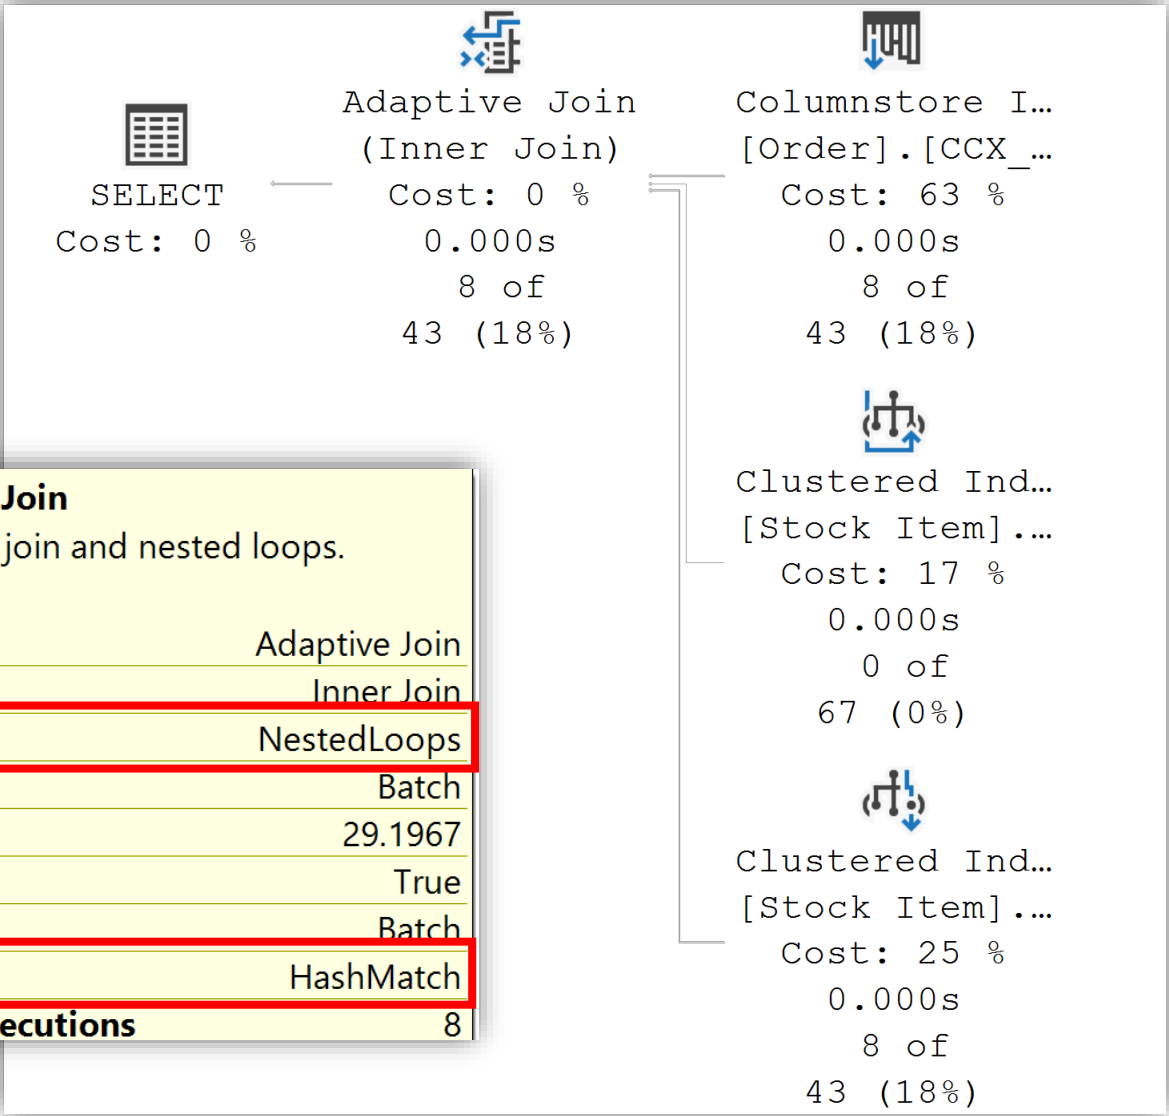 SELECT
Cost: 0 %
Adaptive Join
(Inner Join)
Cost: 0 %
0.000s
8 of
43 (18%)
Columnstore I…
[Order].[CCX_…
Cost: 63 %
0.000s
8 of
43 (18%)
Clustered Ind…
[Stock Item].…
Cost: 17 %
0.000s
0 of
67 (0%)
Clustered Ind…
[Stock Item].…
Cost: 25 %
0.000s
8 of
43 (18%)
Join
join and nested loops.
Adaptive Join
Inner Join
NestedLoops
Batch
29.1967
True
Batch
HashMatch
ecutions 8